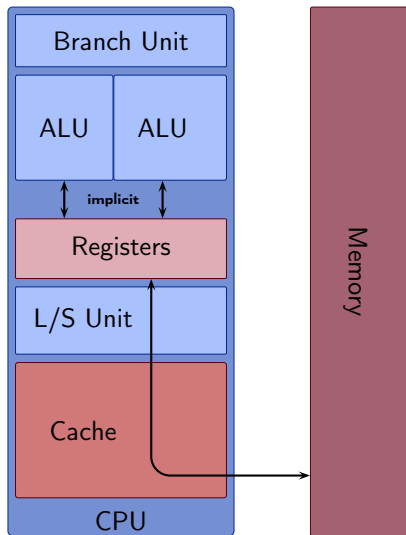 Branch Unit
ALU ALU
implicit
Registers
L/S Unit
Cache
CPU
Memory